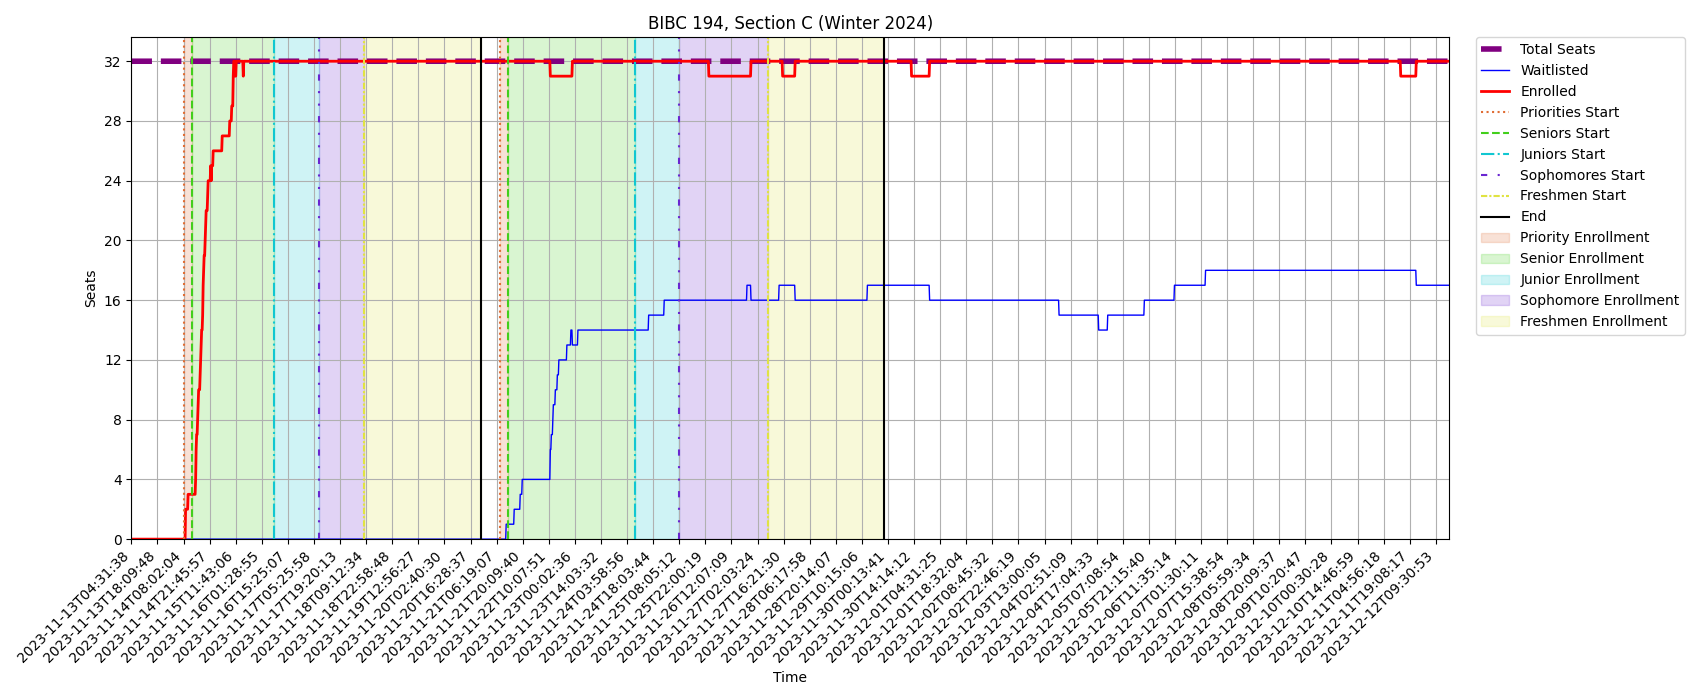 BIBC 194, Section C (Winter 2024)
Seats
32
28
24
20
16
12
8
4
0
2023-11-13T04:31:38
2023-11-13T18:09:48
2023-11-14T08:02:04
2023-11-14T21:45:57
2023-11-15T11:43:06
2023-11-16T01:28:55
2023-11-16T15:25:07
2023-11-17T05:25:58
2023-11-17T19:20:13
2023-11-18T09:12:34
2023-11-18T22:58:48
2023-11-19T12:56:27
2023-11-20T02:40:30
2023-11-20T16:28:37
2023-11-21T06:19:07
2023-11-21T20:09:40
2023-11-22T10:07:51
2023-11-23T00:02:36
2023-11-23T14:03:32
2023-11-24T03:58:56
2023-11-24T18:03:44
2023-11-25T08:05:12
2023-11-25T22:00:19
2023-11-26T12:07:09
2023-11-27T02:03:24
2023-11-27T16:21:30
2023-11-28T06:17:58
2023-11-28T20:14:07
2023-11-29T10:15:06
2023-11-30T00:13:41
2023-11-30T14:14:12
2023-12-01T04:31:25
2023-12-01T18:32:04
2023-12-02T08:45:32
2023-12-02T22:46:19
2023-12-03T13:00:05
2023-12-04T02:51:09
2023-12-04T17:04:33
2023-12-05T07:08:54
2023-12-05T21:15:40
2023-12-06T11:35:14
2023-12-07T01:30:11
2023-12-07T15:38:54
2023-12-08T05:59:34
2023-12-08T20:09:37
2023-12-09T10:20:47
2023-12-10T00:30:28
2023-12-10T14:46:59
2023-12-11T04:56:18
2023-12-11T19:08:17
2023-12-12T09:30:53
Time
Total Seats
Waitlisted
Enrolled
Priorities Start
Seniors Start
Juniors Start
Sophomores Start
Freshmen Start
End
Priority Enrollment
Senior Enrollment
Junior Enrollment
Sophomore Enrollment
Freshmen Enrollment